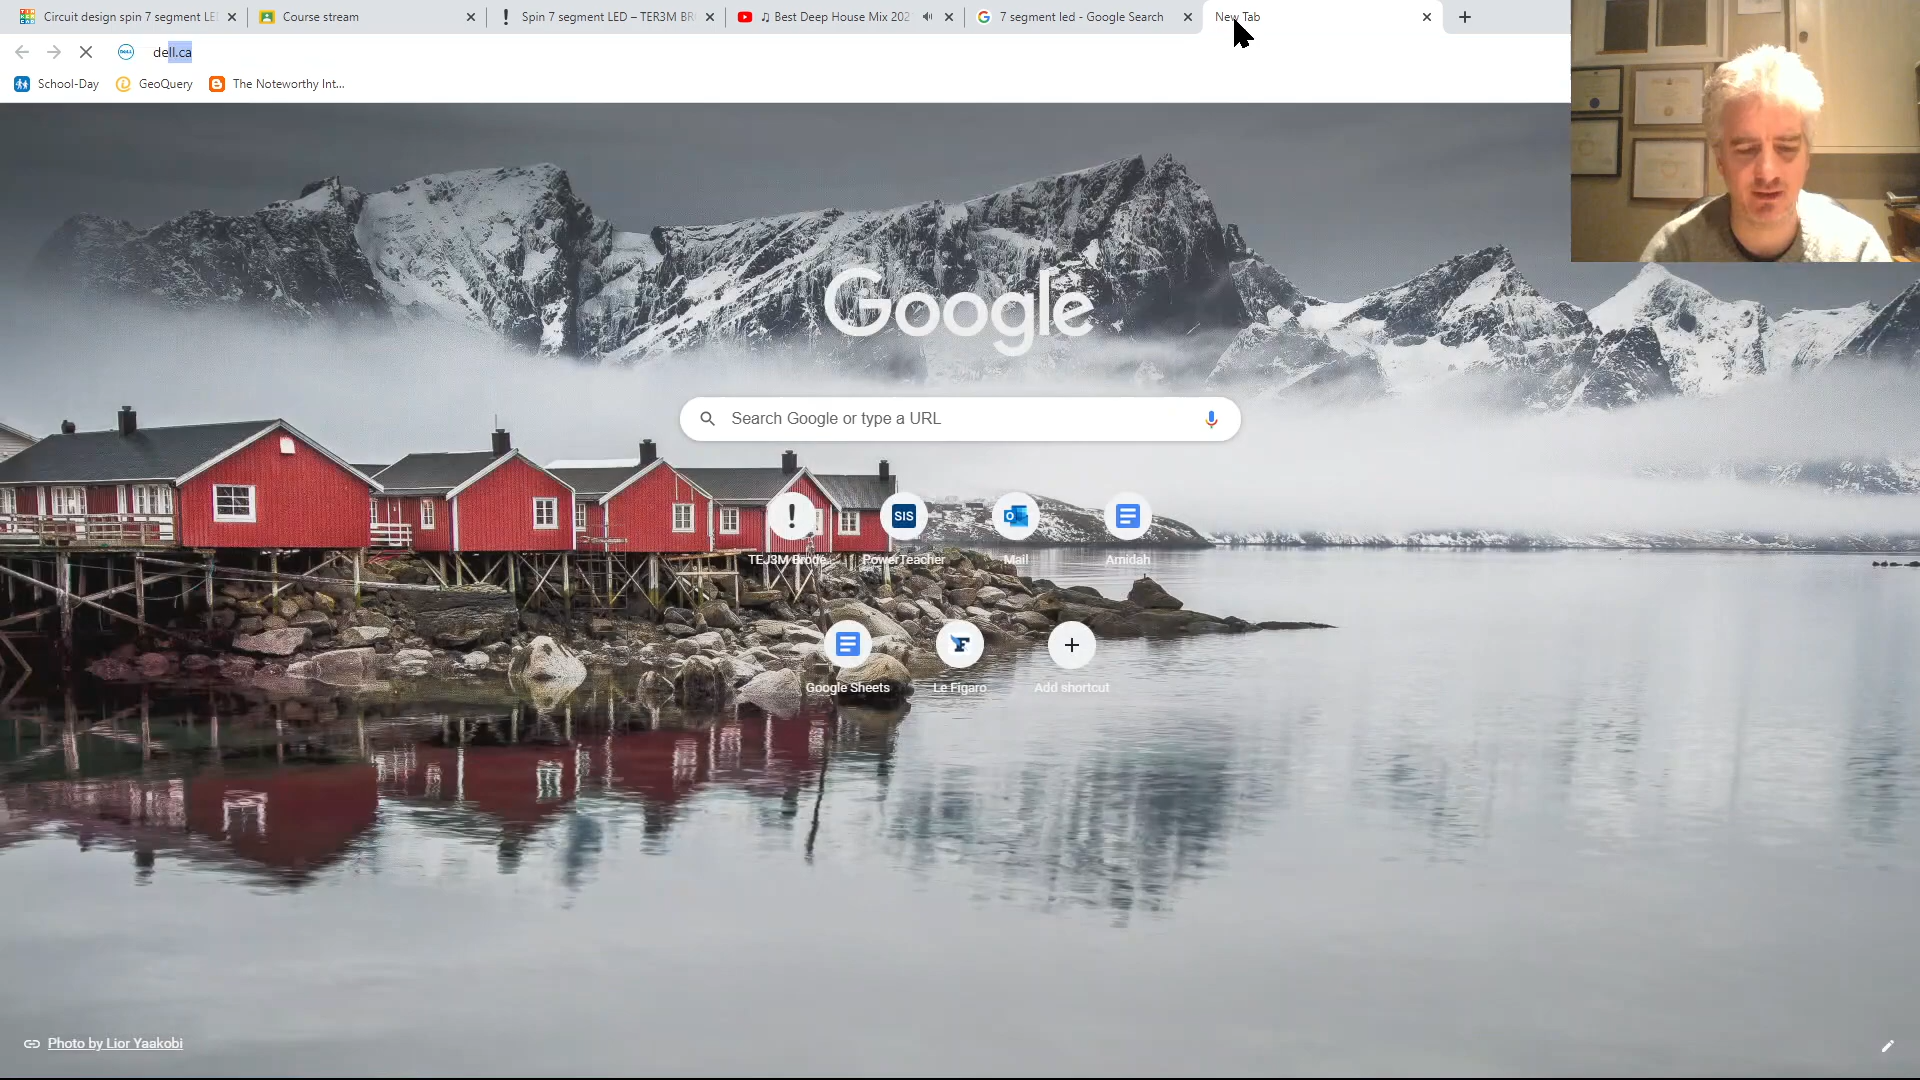 Circuit design spin 7 segment LE
Course stream
Spin 7 segment LED – TER3M BR
♫ Best Deep House Mix 202
7 segment led - Google Search
New Tab
dell.ca
School-Day
GeoQuery
The Noteworthy Int...
Google
Search Google or type a URL
SIS
TEJ3M Brode...
PowerTeacher
Mail
Amidah
Google Sheets
Le Figaro
Add shortcut
Photo by Lior Yaakobi